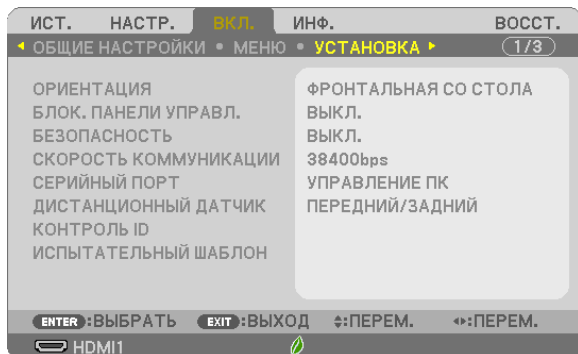 ИСТ. НАСТР. ВКЛ. ИНФ. ВОССТ.
ОБЩИЕ НАСТРОЙКИ • МЕНЮ • УСТАНОВКА 1/3
ОРИЕНТАЦИЯ ФРОНТАЛЬНАЯ СО СТОЛА
БЛОК. ПАНЕЛИ УПРАВЛ. ВЫКЛ.
БЕЗОПАСНОСТЬ ВЫКЛ.
СКОРОСТЬ КОММУНИКАЦИИ 38400bps
СЕРИЙНЫЙ ПОРТ УПРАВЛЕНИЕ ПК
ДИСТАНЦИОННЫЙ ДАТЧИК ПЕРЕДНИЙ/ЗАДНИЙ
КОНТРОЛЬ ID
ИСПЫТАТЕЛЬНЫЙ ШАБЛОН
ENTER:ВЫБРАТЬ EXIT:ВЫХОД :ПЕРЕМ. :ПЕРЕМ.
HDMI1